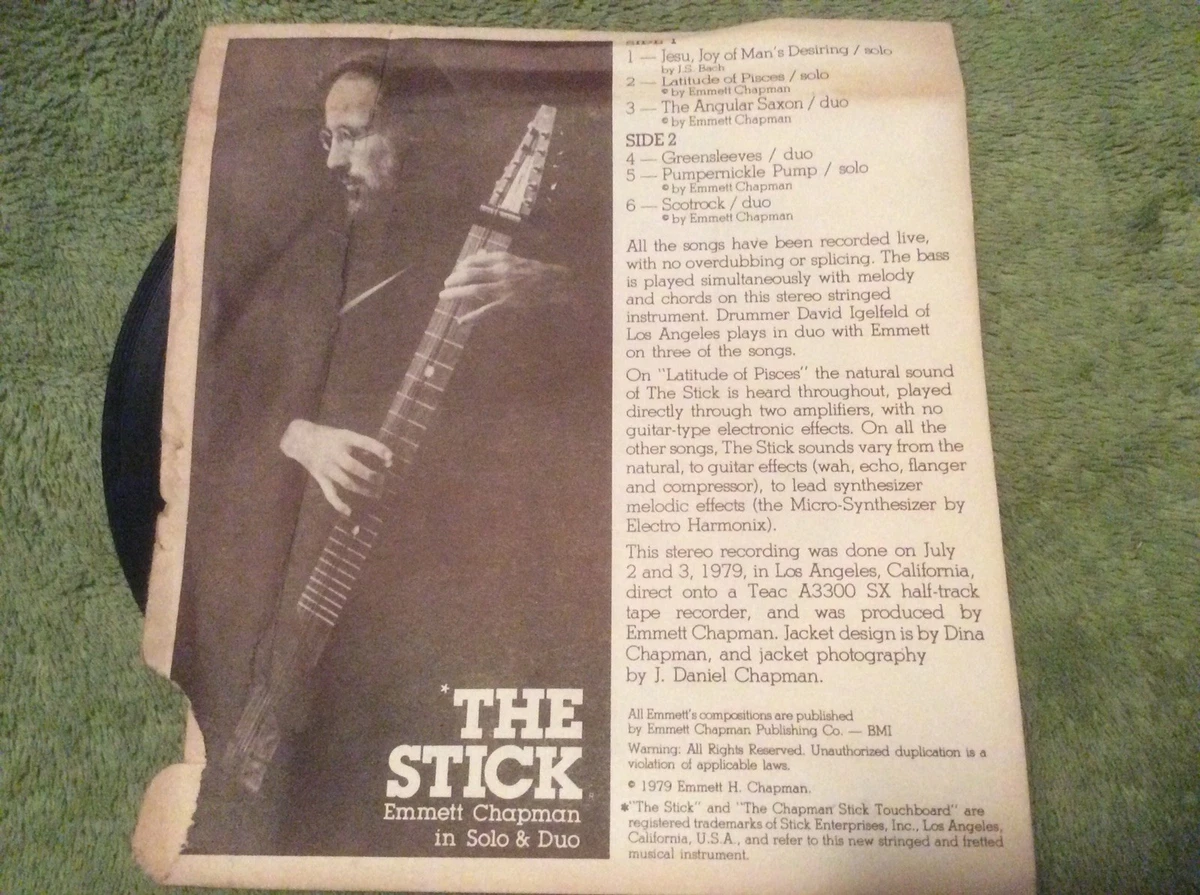 SIDE 1
1 — Jesu, Joy of Man's Desiring / solo
by J.S. Bach
2 — Latitude of Pisces / solo
© by Emmett Chapman
3 — The Angular Saxon / duo
© by Emmett Chapman
SIDE 2
4 — Greensleeves / duo
5 — Pumpernickle Pump / solo
© by Emmett Chapman
6 — Scotrock / duo
© by Emmett Chapman
All the songs have been recorded live,
with no overdubbing or splicing. The bass
is played simultaneously with melody
and chords on this stereo stringed
instrument. Drummer David Igelfeld of
Los Angeles plays in duo with Emmett
on three of the songs.
On "Latitude of Pisces" the natural sound
of The Stick is heard throughout, played
directly through two amplifiers, with no
guitar-type electronic effects. On all the
other songs, The Stick sounds vary from the
natural, to guitar effects (wah, echo, flanger
and compressor), to lead synthesizer
melodic effects (the Micro-Synthesizer by
Electro Harmonix).
This stereo recording was done on July
2 and 3, 1979, in Los Angeles, California,
direct onto a Teac A3300 SX half-track
tape recorder, and was produced by
Emmett Chapman. Jacket design is by Dina
Chapman, and jacket photography
by J. Daniel Chapman.
All Emmett's compositions are published
by Emmett Chapman Publishing Co. — BMI
Warning: All Rights Reserved. Unauthorized duplication is a
violation of applicable laws.
© 1979 Emmett H. Chapman.
*"The Stick" and "The Chapman Stick Touchboard" are
registered trademarks of Stick Enterprises, Inc., Los Angeles,
California, U.S.A., and refer to this new stringed and fretted
musical instrument.
*THE
STICK
Emmett Chapman
in Solo & Duo